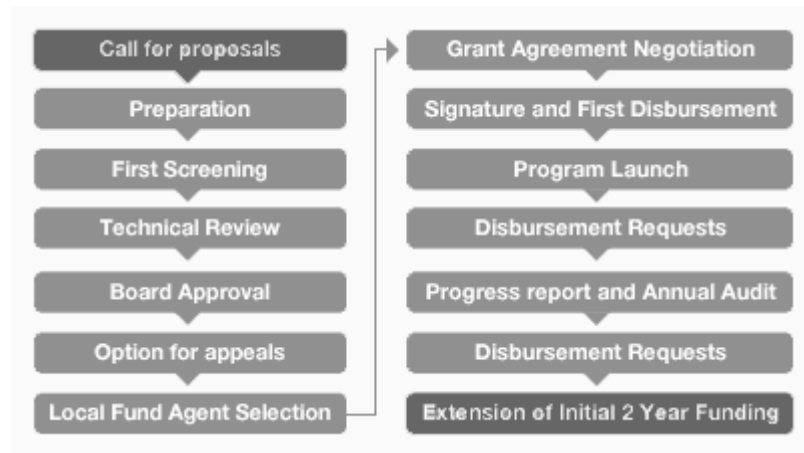 Call for proposals
Preparation
First Screening
Technical Review
Board Approval
Option for appeals
Local Fund Agent Selection
Grant Agreement Negotiation
Signature and First Disbursement
Program Launch
Disbursement Requests
Progress report and Annual Audit
Disbursement Requests
Extension of Initial 2 Year Funding